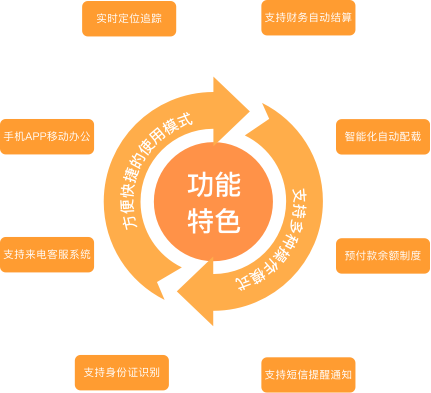 实时定位追踪
支持财务自动结算
手机APP移动办公
智能化自动配载
方便快捷的使用模式
功能
特色
支持多种操作模式
支持来电客服系统
预付款余额制度
支持身份证识别
支持短信提醒通知